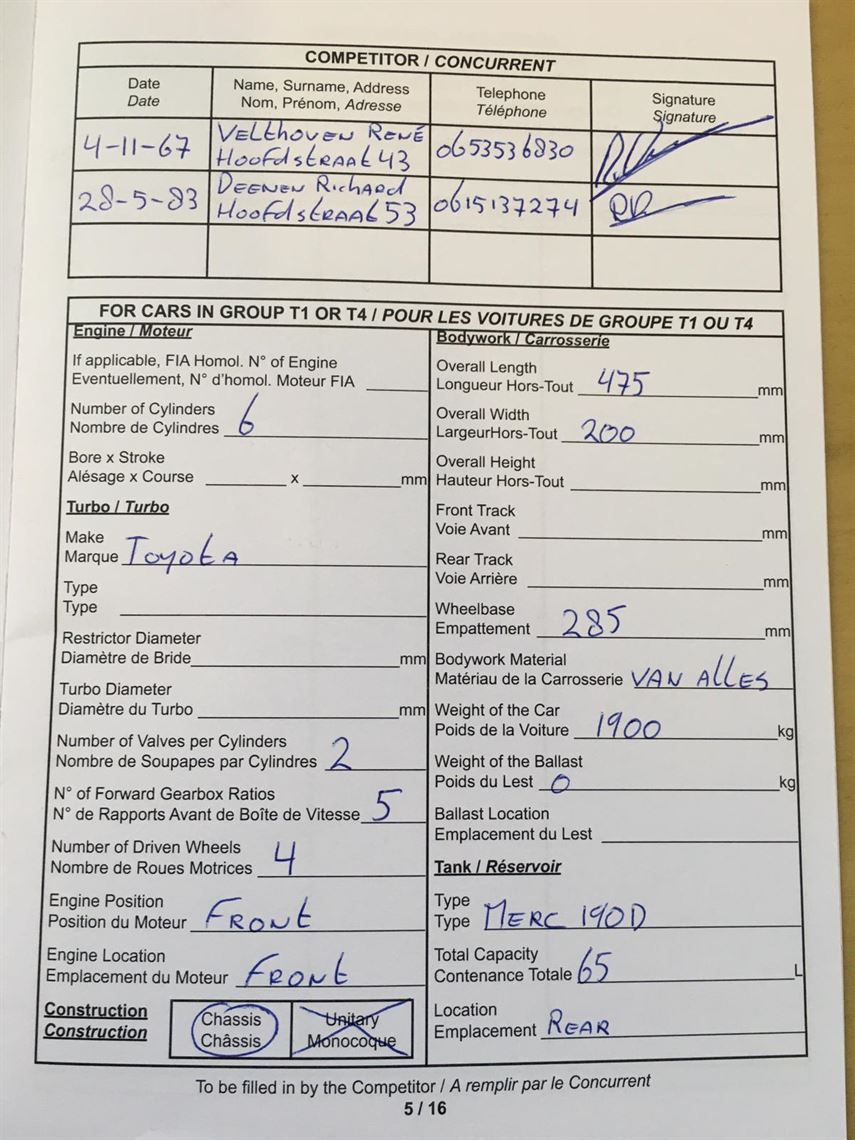 COMPETITOR / CONCURRENT
Date
Date
Name, Surname, Address
Nom, Prénom, Adresse
Telephone
Téléphone
Signature
Signature
4-11-67
Velthoven René
Hoofdstraat 43
0653536830
28-5-83
Deenen Richard
Hoofdstraat 53
0615137274
FOR CARS IN GROUP T1 OR T4 / POUR LES VOITURES DE GROUPE T1 OU T4
Engine / Moteur
If applicable, FIA Homol. N° of Engine
Eventuellement, N° d'homol. Moteur FIA
Number of Cylinders
Nombre de Cylindres 6
Bore x Stroke
Alésage x Course x mm
Turbo / Turbo
Make
Marque Toyota
Type
Type
Restrictor Diameter
Diamètre de Bride mm
Turbo Diameter
Diamètre du Turbo mm
Number of Valves per Cylinders
Nombre de Soupapes par Cylindres 2
N° of Forward Gearbox Ratios
N° de Rapports Avant de Boîte de Vitesse 5
Number of Driven Wheels
Nombre de Roues Motrices 4
Engine Position
Position du Moteur FRONT
Engine Location
Emplacement du Moteur FRONT
Construction
Construction
Chassis
Châssis
Unitary
Monocoque
Bodywork / Carrosserie
Overall Length
Longueur Hors-Tout 475 mm
Overall Width
LargeurHors-Tout 200 mm
Overall Height
Hauteur Hors-Tout mm
Front Track
Voie Avant mm
Rear Track
Voie Arrière mm
Wheelbase
Empattement 285 mm
Bodywork Material
Matériau de la Carrosserie VAN ALLES
Weight of the Car
Poids de la Voiture 1900 kg
Weight of the Ballast
Poids du Lest 0 kg
Ballast Location
Emplacement du Lest
Tank / Réservoir
Type
Type MERC 190D
Total Capacity
Contenance Totale 65 L
Location
Emplacement REAR
To be filled in by the Competitor / A remplir par le Concurrent
5 / 16